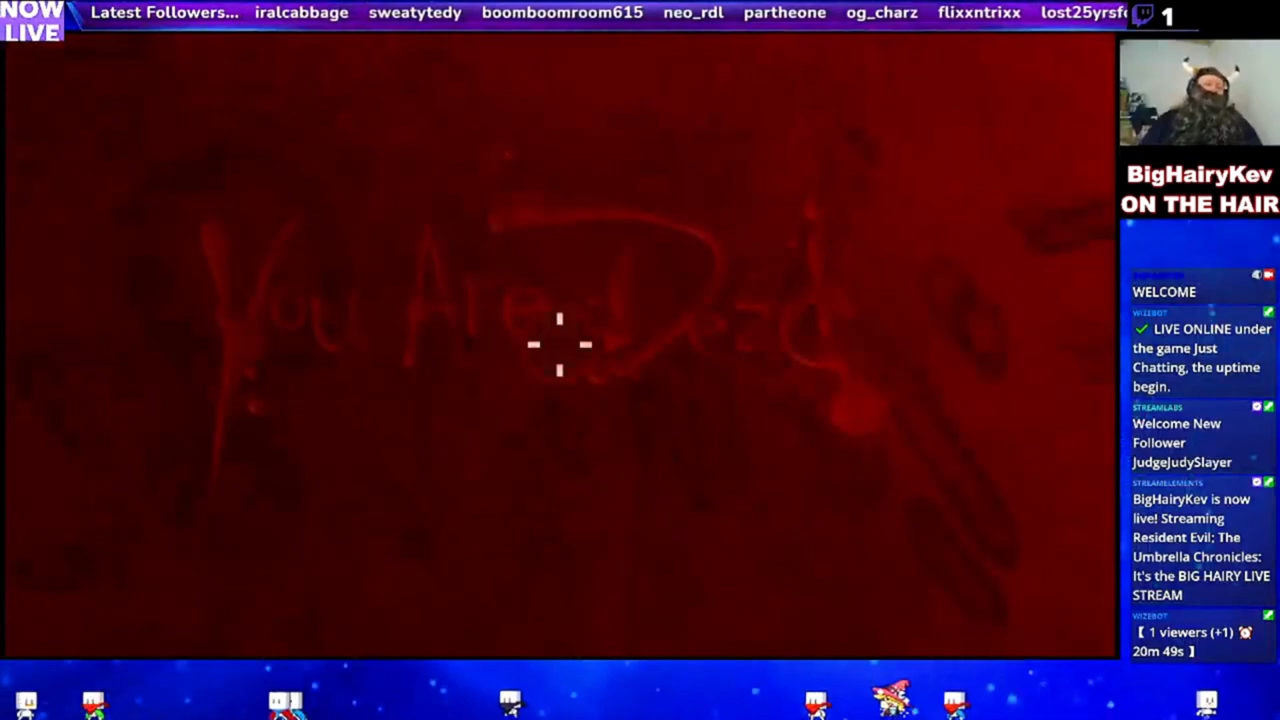 NOW
LIVE
Latest Followers... iralcabbage sweatytedy boomboomroom615 neo_rdl partheone og_charz flixxntrixx lost25yrsf
1
You Are Dead
BigHairyKev
ON THE HAIR
WELCOME
WIZEBOT
LIVE ONLINE under
the game Just
Chatting, the uptime
begin.
STREAMLABS
Welcome New
Follower
JudgeJudySlayer
STREAMELEMENTS
BigHairyKev is now
live! Streaming
Resident Evil: The
Umbrella Chronicles:
It's the BIG HAIRY LIVE
STREAM
WIZEBOT
【 1 viewers (+1) ⏰
20m 49s 】